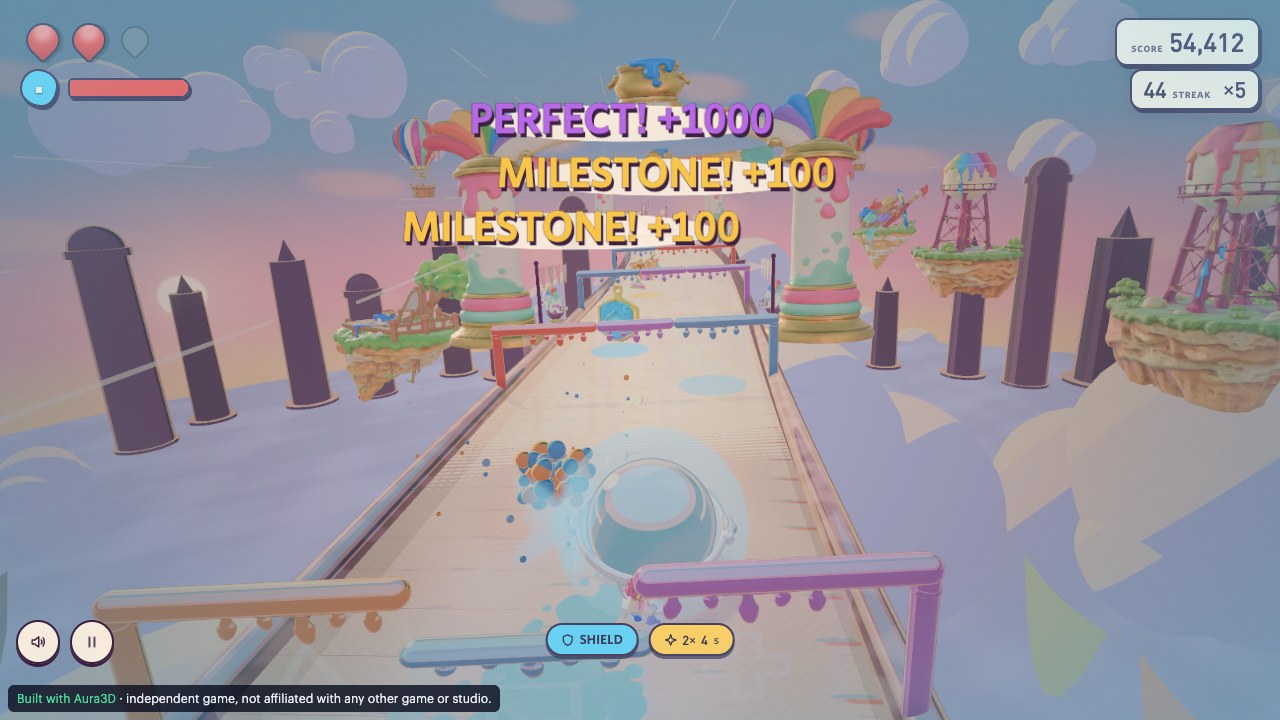 SCORE 54,412
44 STREAK ×5
PERFECT! +1000
MILESTONE! +100
MILESTONE! +100
SHIELD
2× 4 S
Built with Aura3D · independent game, not affiliated with any other game or studio.